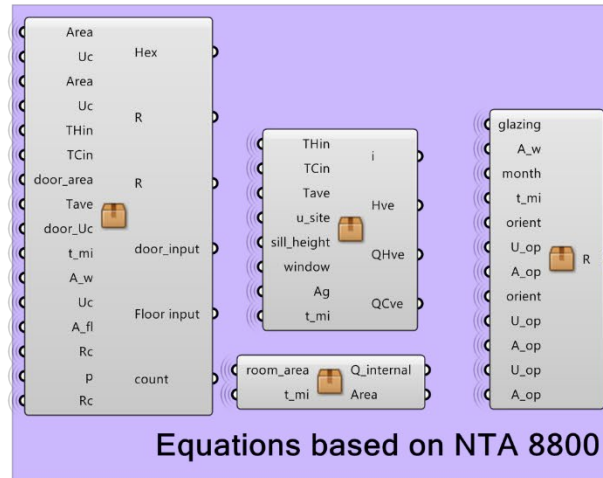 Area
Uc
Area
Uc
THin
TCin
door_area
Tave
door_Uc
t_mi
A_w
Uc
A_fl
Rc
p
Rc
Hex
R
R
door_input
Floor input
count
THin
TCin
Tave
u_site
sill_height
window
Ag
t_mi
i
Hve
QHve
QCve
room_area
t_mi
Q_internal
Area
glazing
A_w
month
t_mi
orient
U_op
A_op
orient
U_op
A_op
U_op
A_op
R
Equations based on NTA 8800